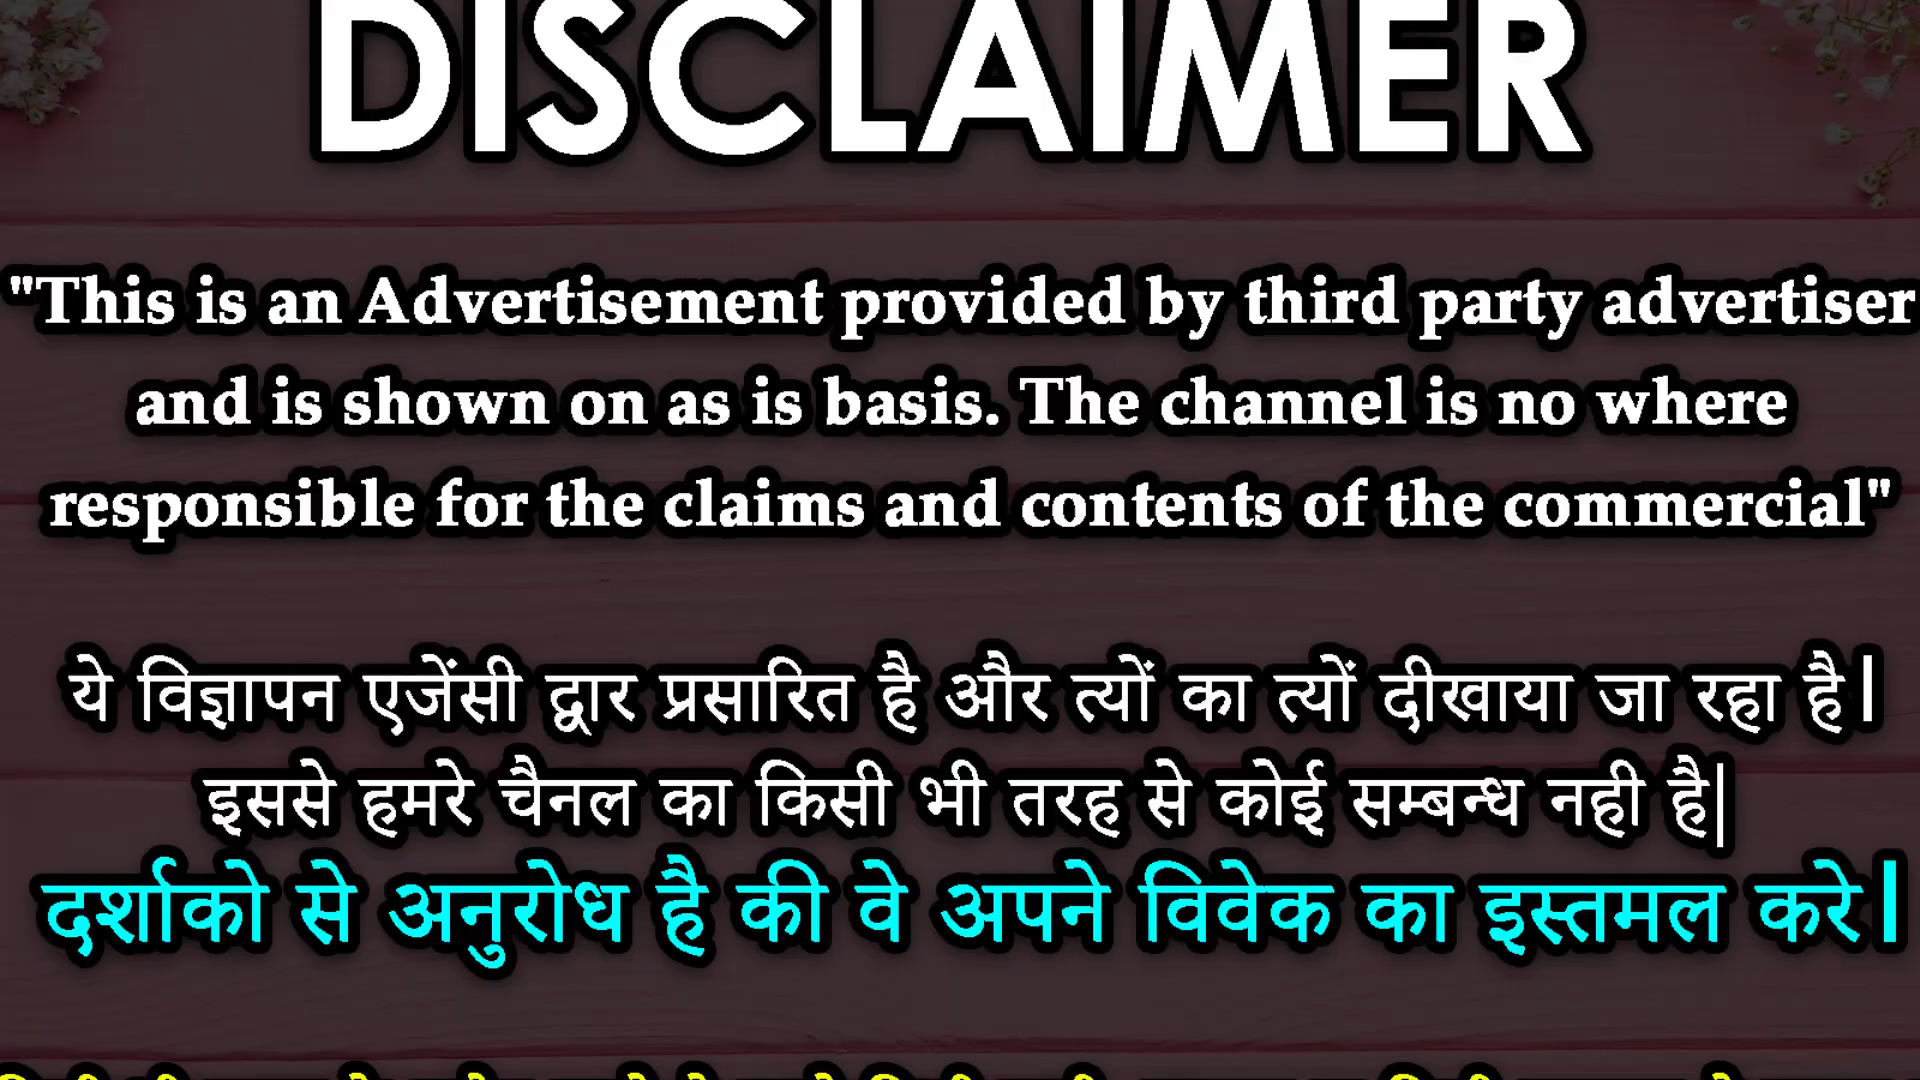 DISCLAIMER
"This is an Advertisement provided by third party advertiser
and is shown on as is basis. The channel is no where
responsible for the claims and contents of the commercial"
ये विज्ञापन एजेंसी द्वार प्रसारित है और त्यों का त्यों दीखाया जा रहा है|
इससे हमरे चैनल का किसी भी तरह से कोई सम्बन्ध नही है|
दर्शाको से अनुरोध है की वे अपने विवेक का इस्तमल करे|